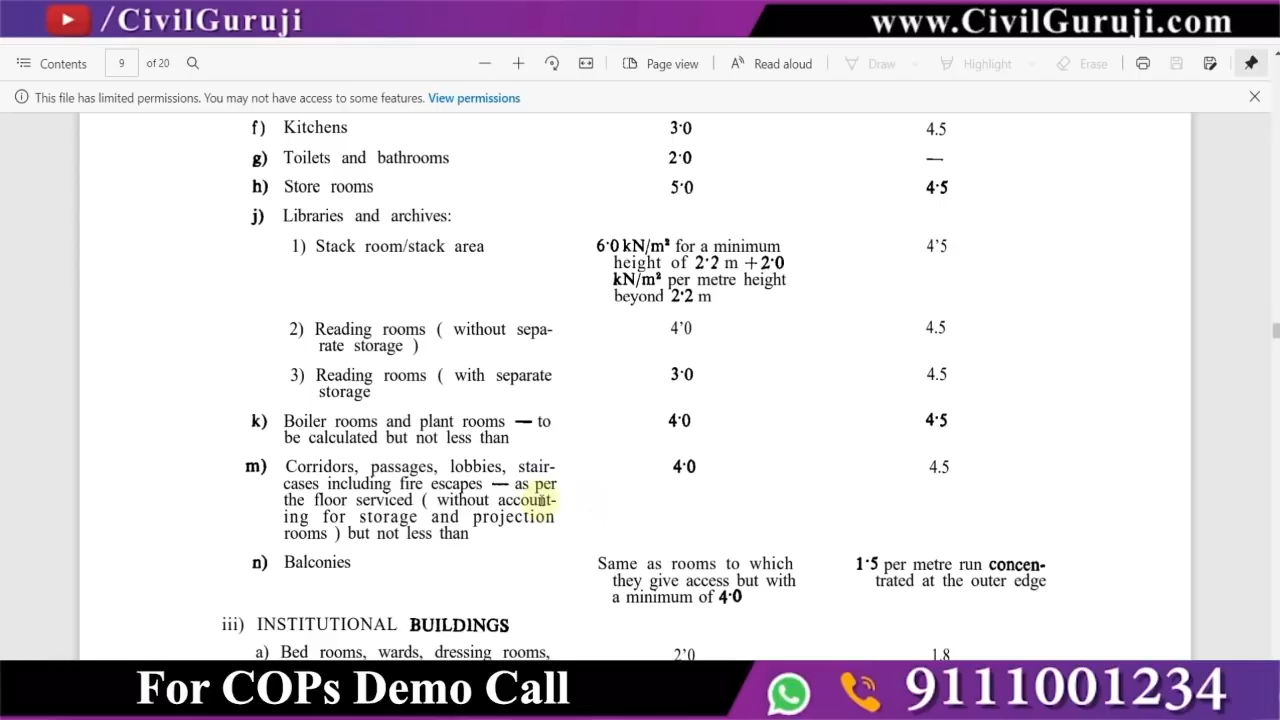 /CivilGuruji
www.CivilGuruji.com
Contents 9 of 20 Page view Read aloud Draw Highlight Erase
This file has limited permissions. You may not have access to some features. View permissions
f) Kitchens 3·0 4.5
g) Toilets and bathrooms 2·0 —
h) Store rooms 5·0 4·5
j) Libraries and archives:
1) Stack room/stack area 6·0 kN/m² for a minimum 4'5
height of 2·2 m +2·0
kN/m² per metre height
beyond 2·2 m
2) Reading rooms ( without sepa- 4'0 4.5
rate storage )
3) Reading rooms ( with separate 3·0 4.5
storage
k) Boiler rooms and plant rooms — to 4·0 4·5
be calculated but not less than
m) Corridors, passages, lobbies, stair- 4·0 4.5
cases including fire escapes — as per
the floor serviced ( without account-
ing for storage and projection
rooms ) but not less than
n) Balconies Same as rooms to which 1·5 per metre run concen-
they give access but with trated at the outer edge
a minimum of 4·0
iii) INSTITUTIONAL BUILDINGS
a) Bed rooms, wards, dressing rooms, 2'0 1.8
For COPs Demo Call 9111001234